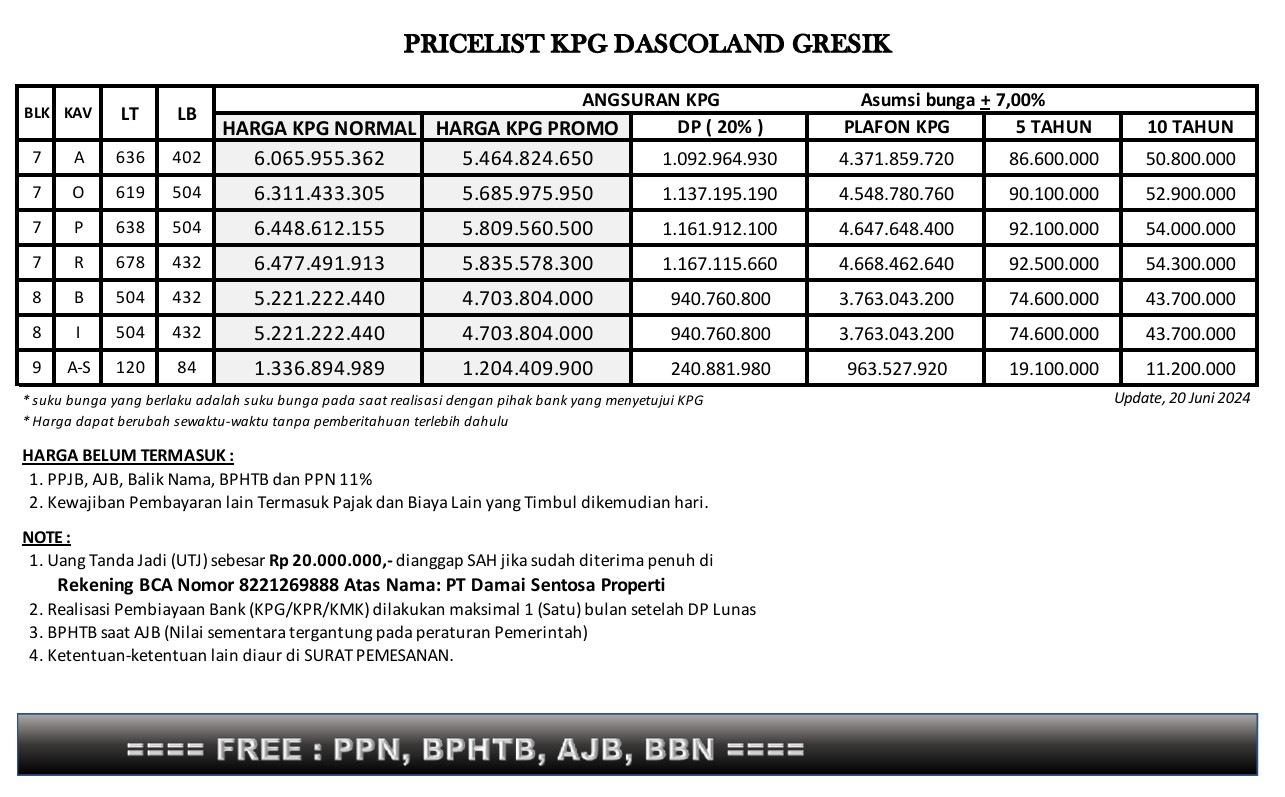 PRICELIST KPG DASCOLAND GRESIK
BLK KAV LT LB ANGSURAN KPG Asumsi bunga + 7,00%
HARGA KPG NORMAL HARGA KPG PROMO DP ( 20% ) PLAFON KPG 5 TAHUN 10 TAHUN
7 A 636 402 6.065.955.362 5.464.824.650 1.092.964.930 4.371.859.720 86.600.000 50.800.000
7 O 619 504 6.311.433.305 5.685.975.950 1.137.195.190 4.548.780.760 90.100.000 52.900.000
7 P 638 504 6.448.612.155 5.809.560.500 1.161.912.100 4.647.648.400 92.100.000 54.000.000
7 R 678 432 6.477.491.913 5.835.578.300 1.167.115.660 4.668.462.640 92.500.000 54.300.000
8 B 504 432 5.221.222.440 4.703.804.000 940.760.800 3.763.043.200 74.600.000 43.700.000
8 I 504 432 5.221.222.440 4.703.804.000 940.760.800 3.763.043.200 74.600.000 43.700.000
9 A-S 120 84 1.336.894.989 1.204.409.900 240.881.980 963.527.920 19.100.000 11.200.000
* suku bunga yang berlaku adalah suku bunga pada saat realisasi dengan pihak bank yang menyetujui KPG
Update, 20 Juni 2024
* Harga dapat berubah sewaktu-waktu tanpa pemberitahuan terlebih dahulu
HARGA BELUM TERMASUK :
1. PPJB, AJB, Balik Nama, BPHTB dan PPN 11%
2. Kewajiban Pembayaran lain Termasuk Pajak dan Biaya Lain yang Timbul dikemudian hari.
NOTE :
1. Uang Tanda Jadi (UTJ) sebesar Rp 20.000.000,- dianggap SAH jika sudah diterima penuh di
Rekening BCA Nomor 8221269888 Atas Nama: PT Damai Sentosa Properti
2. Realisasi Pembiayaan Bank (KPG/KPR/KMK) dilakukan maksimal 1 (Satu) bulan setelah DP Lunas
3. BPHTB saat AJB (Nilai sementara tergantung pada peraturan Pemerintah)
4. Ketentuan-ketentuan lain diaur di SURAT PEMESANAN.
==== FREE : PPN, BPHTB, AJB, BBN ====